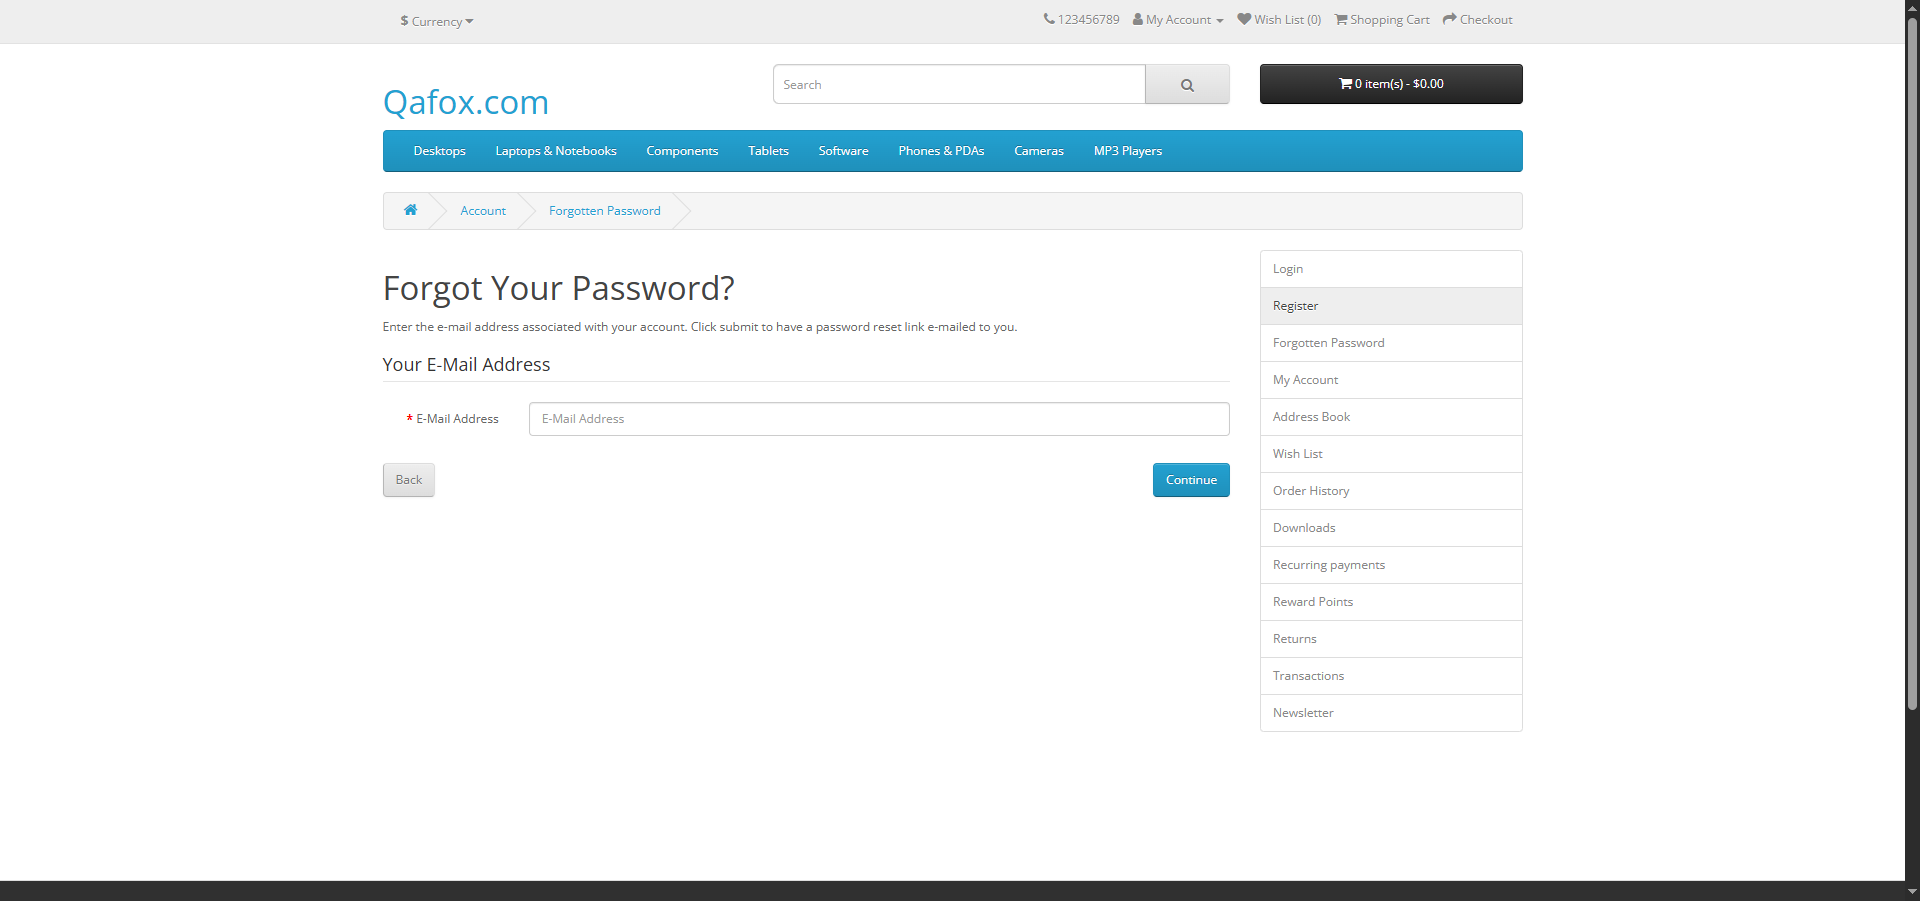 $ Currency
123456789 My Account Wish List (0) Shopping Cart Checkout
Qafox.com
Search
0 item(s) - $0.00
Desktops Laptops & Notebooks Components Tablets Software Phones & PDAs Cameras MP3 Players
Account Forgotten Password
Forgot Your Password?
Enter the e-mail address associated with your account. Click submit to have a password reset link e-mailed to you.
Your E-Mail Address
* E-Mail Address E-Mail Address
Back Continue
Login
Register
Forgotten Password
My Account
Address Book
Wish List
Order History
Downloads
Recurring payments
Reward Points
Returns
Transactions
Newsletter